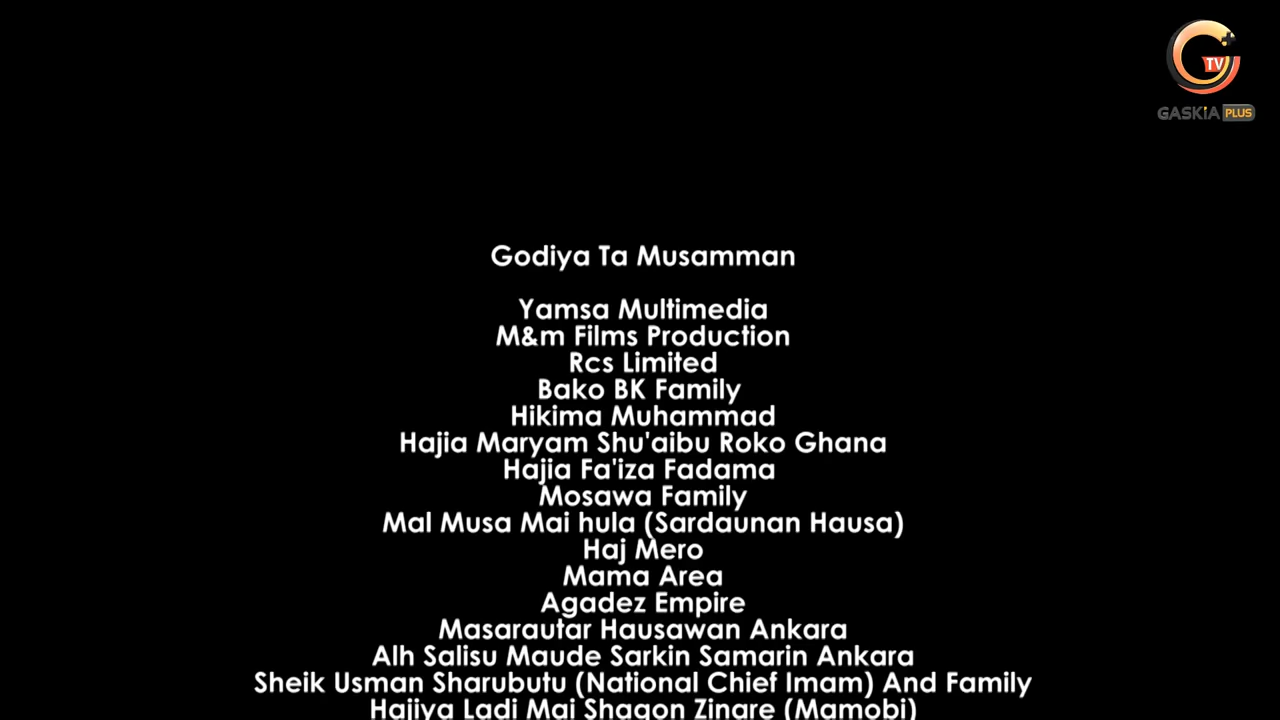 G+
TV
GASKIA PLUS
Godiya Ta Musamman
Yamsa Multimedia
M&m Films Production
Rcs Limited
Bako BK Family
Hikima Muhammad
Hajia Maryam Shu'aibu Roko Ghana
Hajia Fa'iza Fadama
Mosawa Family
Mal Musa Mai hula (Sardaunan Hausa)
Haj Mero
Mama Area
Agadez Empire
Masarautar Hausawan Ankara
Alh Salisu Maude Sarkin Samarin Ankara
Sheik Usman Sharubutu (National Chief Imam) And Family
Hajiya Ladi Mai Shagon Zinare (Mamobi)